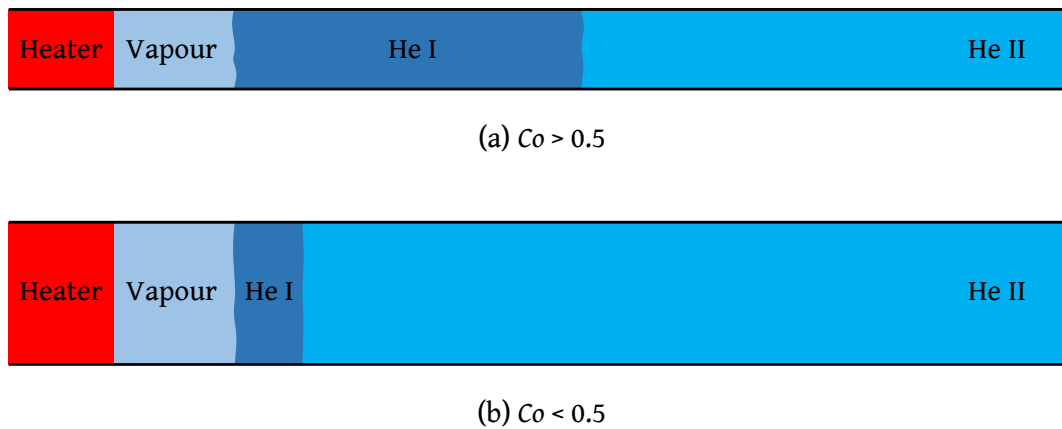 Heater Vapour He I He II
(a) Co > 0.5
Heater Vapour He I He II
(b) Co < 0.5